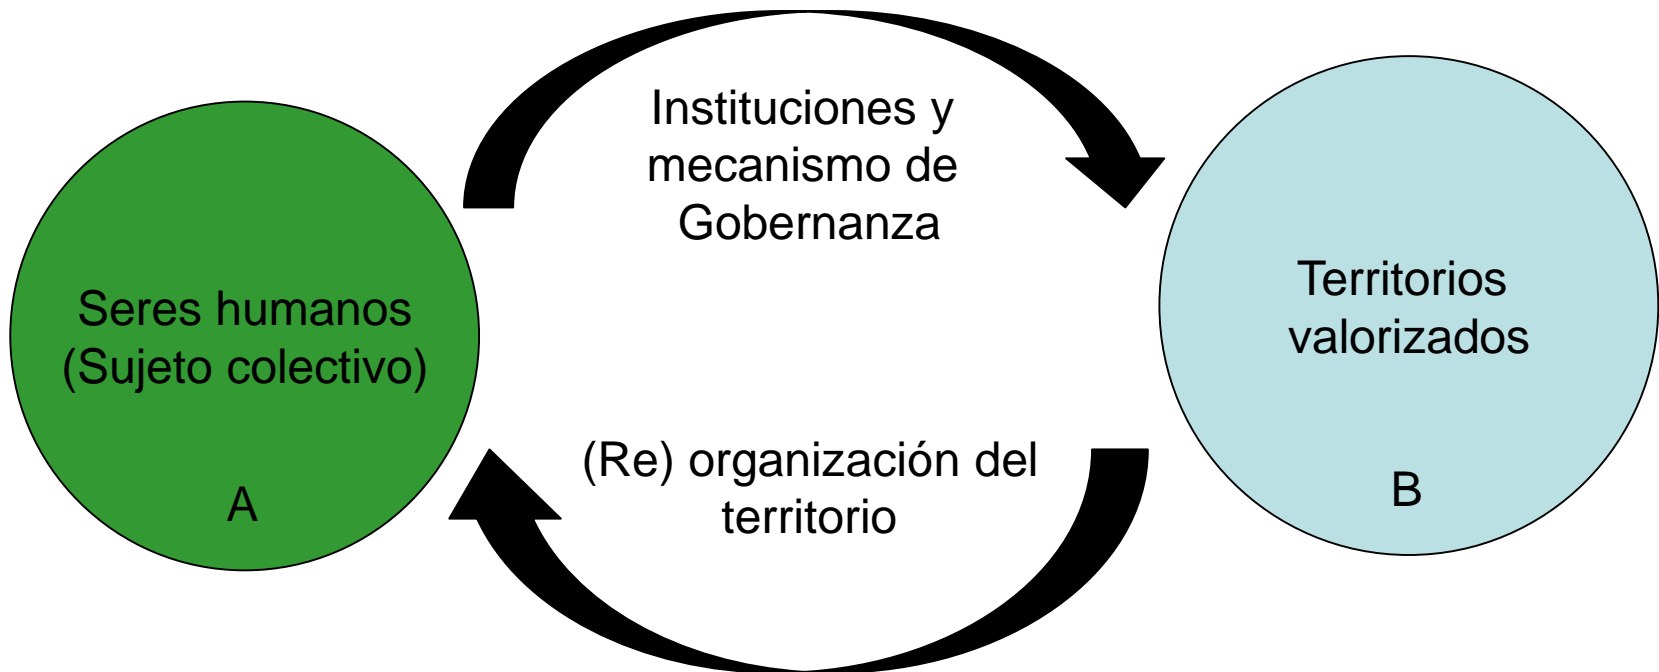 Instituciones y
mecanismo de
Gobernanza
Seres humanos
(Sujeto colectivo)
A
Territorios
valorizados
B
(Re) organización del
territorio